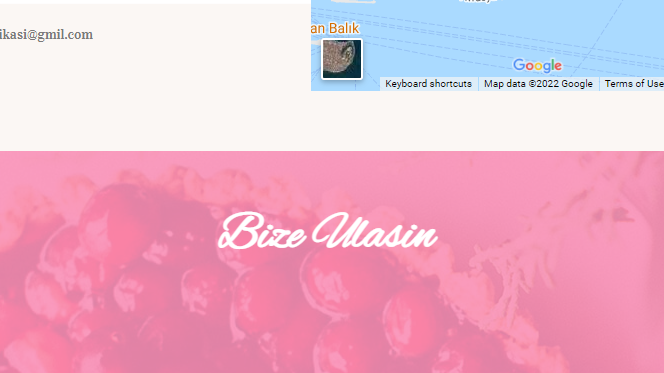 ikasi@gmil.com
an Balık
Google
Keyboard shortcuts
Map data ©2022 Google
Terms of Use
Bize Ulasin